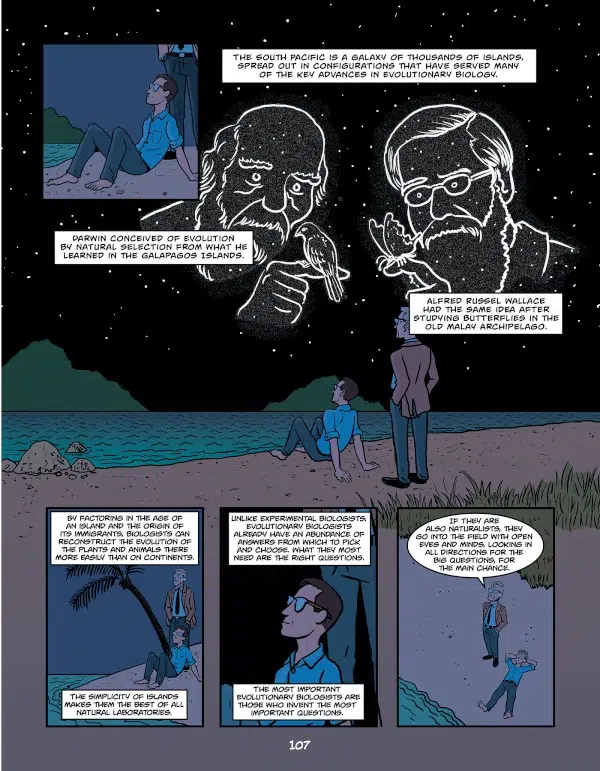 THE SOUTH PACIFIC IS A GALAXY OF THOUSANDS OF ISLANDS,
SPREAD OUT IN CONFIGURATIONS THAT HAVE SERVED MANY
OF THE KEY ADVANCES IN EVOLUTIONARY BIOLOGY.
DARWIN CONCEIVED OF EVOLUTION
BY NATURAL SELECTION FROM WHAT HE
LEARNED IN THE GALAPAGOS ISLANDS.
ALFRED RUSSEL WALLACE
HAD THE SAME IDEA AFTER
STUDYING BUTTERFLIES IN THE
OLD MALAY ARCHIPELAGO.
BY FACTORING IN THE AGE OF
AN ISLAND AND THE ORIGIN OF
ITS IMMIGRANTS, BIOLOGISTS CAN
RECONSTRUCT THE EVOLUTION OF
THE PLANTS AND ANIMALS THERE
MORE EASILY THAN ON CONTINENTS.
THE SIMPLICITY OF ISLANDS
MAKES THEM THE BEST OF ALL
NATURAL LABORATORIES.
UNLIKE EXPERIMENTAL BIOLOGISTS,
EVOLUTIONARY BIOLOGISTS
ALREADY HAVE AN ABUNDANCE OF
ANSWERS FROM WHICH TO PICK
AND CHOOSE. WHAT THEY MOST
NEED ARE THE RIGHT QUESTIONS.
THE MOST IMPORTANT
EVOLUTIONARY BIOLOGISTS ARE
THOSE WHO INVENT THE MOST
IMPORTANT QUESTIONS.
IF THEY ARE
ALSO NATURALISTS, THEY
GO INTO THE FIELD WITH OPEN
EYES AND MINDS, LOOKING IN
ALL DIRECTIONS FOR THE
BIG QUESTIONS, FOR
THE MAIN CHANCE.
107